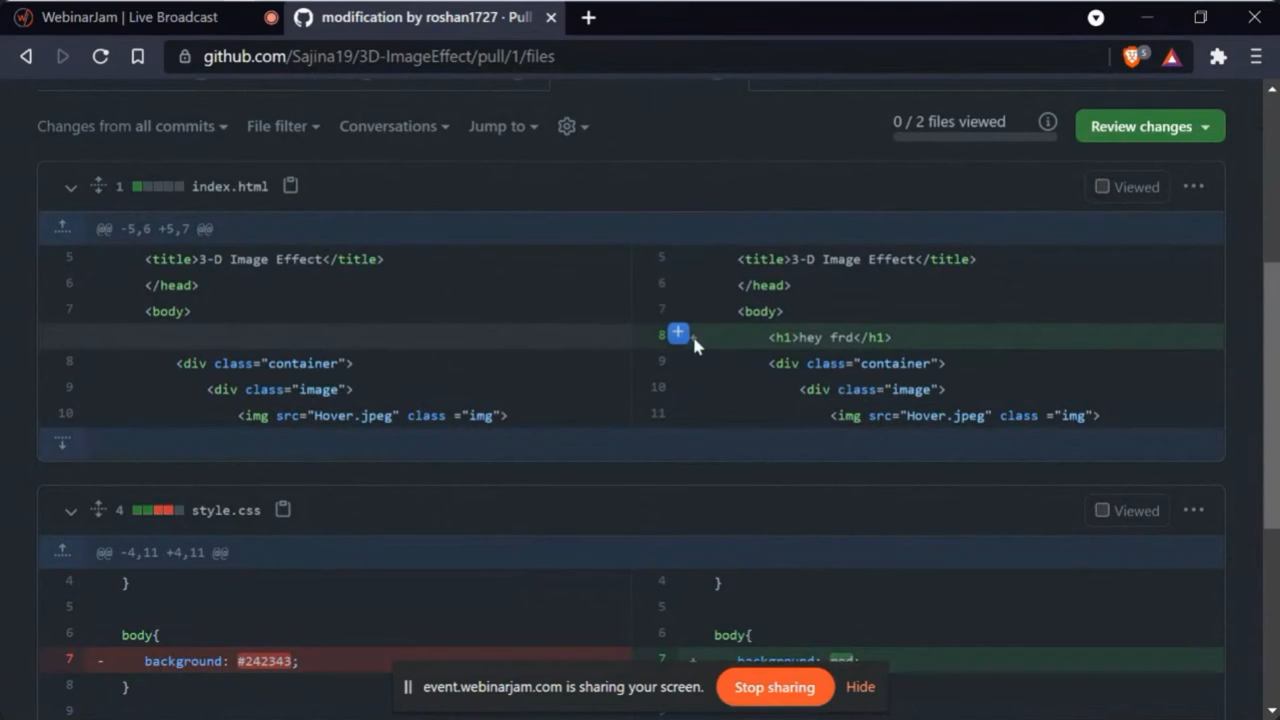 WebinarJam | Live Broadcast
modification by roshan1727 · Pull
github.com/Sajina19/3D-ImageEffect/pull/1/files
5
Changes from all commits
File filter
Conversations
Jump to
0 / 2 files viewed
Review changes
1 index.html
Viewed
@@ -5,6 +5,7 @@
5 <title>3-D Image Effect</title> 5 <title>3-D Image Effect</title>
6 </head> 6 </head>
7 <body> 7 <body>
8 <h1>hey frd</h1>
8 <div class="container"> 9 <div class="container">
9 <div class="image"> 10 <div class="image">
10 <img src="Hover.jpeg" class ="img"> 11 <img src="Hover.jpeg" class ="img">
4 style.css
Viewed
@@ -4,11 +4,11 @@
4 } 4 }
5 5
6 body{ 6 body{
7 - background: #242343; 7 + background:
8 }
9
event.webinarjam.com is sharing your screen.
Stop sharing
Hide